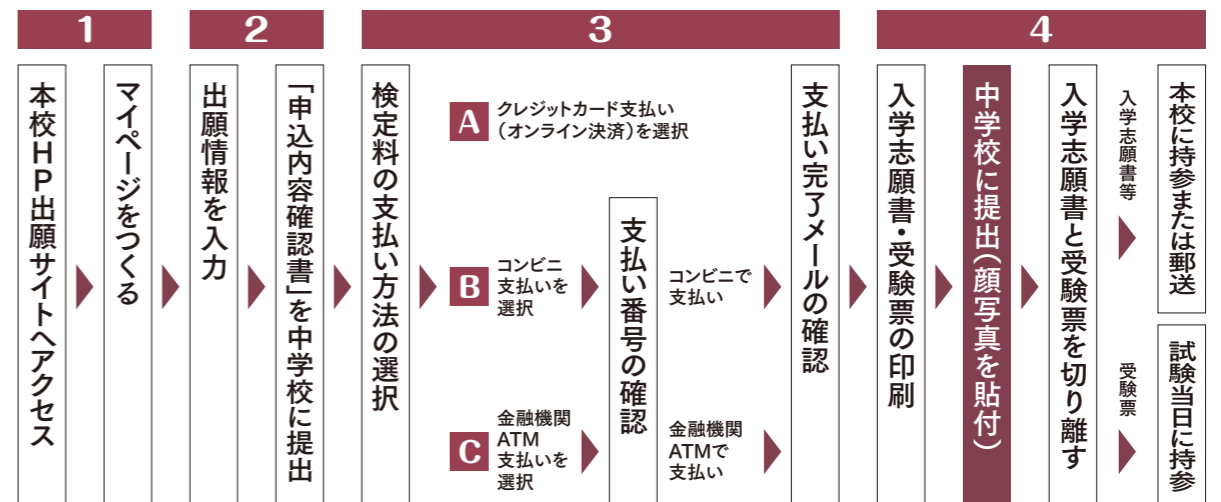 1
本校HP出願サイトへアクセス
マイページをつくる
2
出願情報を入力
「申込内容確認書」を中学校に提出
3
検定料の支払い方法の選択
A
クレジットカード支払い
（オンライン決済）を選択
B
コンビニ
支払いを
選択
C
金融機関
ATM
支払いを
選択
支払い番号の確認
コンビニで
支払い
金融機関
ATMで
支払い
支払い完了メールの確認
4
入学志願書・受験票の印刷
中学校に提出（顔写真を貼付）
入学志願書と受験票を切り離す
入学志願書等
本校に持参または郵送
受験票
試験当日に持参